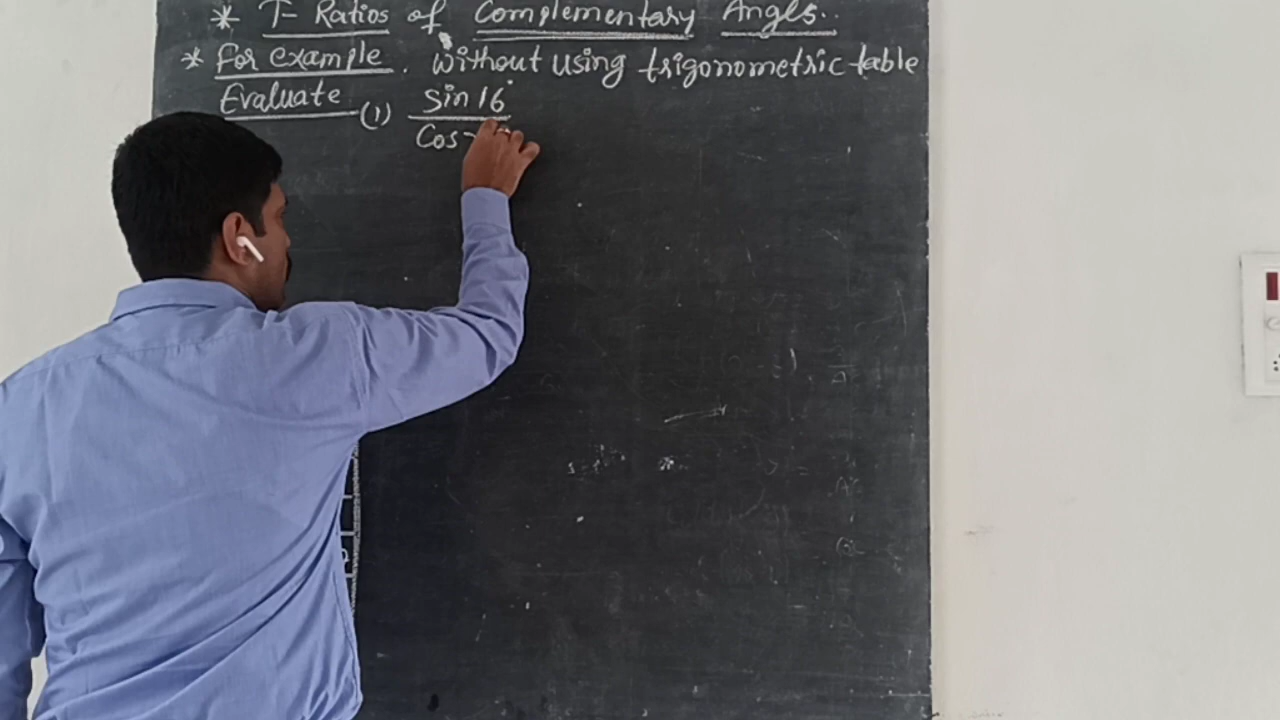 * T- Ratios of Complementary Angles..
* for example. without using trigonometric table
Evaluate (1) Sin 16°
Cos